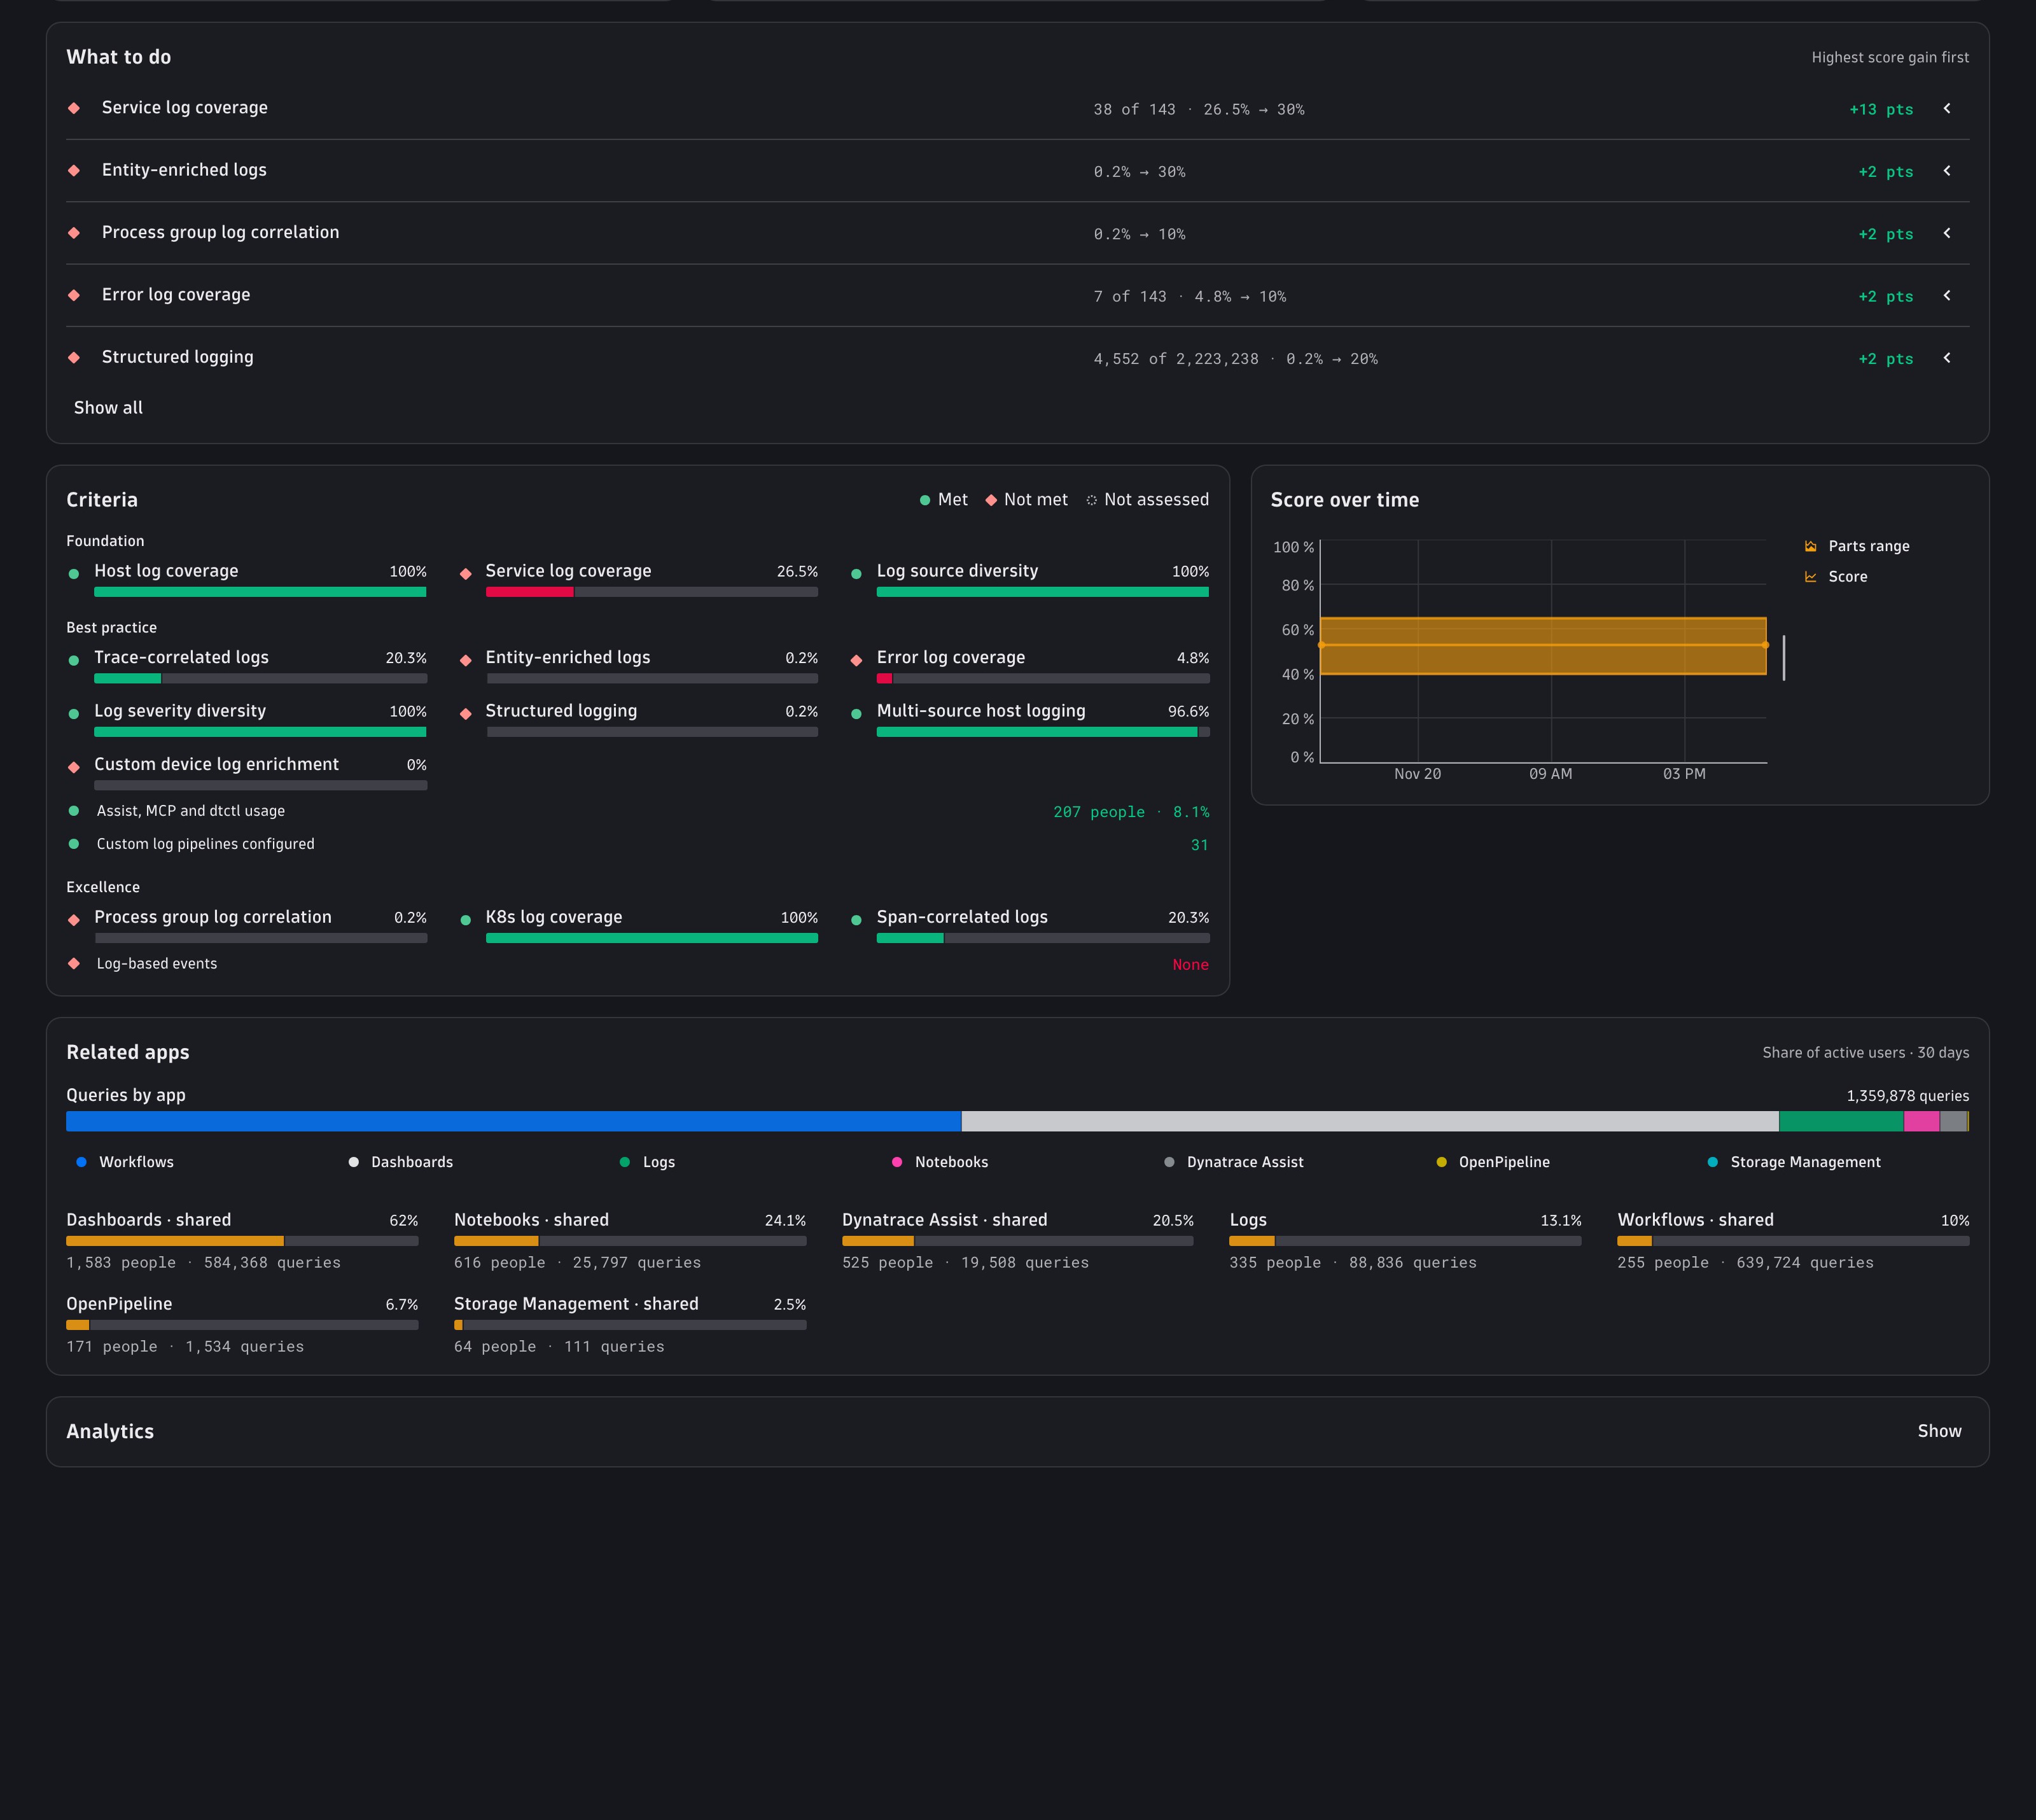 What to do
Highest score gain first
Service log coverage
38 of 143 · 26.5% → 30%
+13 pts
Entity-enriched logs
0.2% → 30%
+2 pts
Process group log correlation
0.2% → 10%
+2 pts
Error log coverage
7 of 143 · 4.8% → 10%
+2 pts
Structured logging
4,552 of 2,223,238 · 0.2% → 20%
+2 pts
Show all
Criteria
Met
Not met
Not assessed
Foundation
Host log coverage 100%
Service log coverage 26.5%
Log source diversity 100%
Best practice
Trace-correlated logs 20.3%
Entity-enriched logs 0.2%
Error log coverage 4.8%
Log severity diversity 100%
Structured logging 0.2%
Multi-source host logging 96.6%
Custom device log enrichment 0%
Assist, MCP and dtctl usage
207 people · 8.1%
Custom log pipelines configured
31
Excellence
Process group log correlation 0.2%
K8s log coverage 100%
Span-correlated logs 20.3%
Log-based events
None
Score over time
100 %
80 %
60 %
40 %
20 %
0 %
Nov 20
09 AM
03 PM
Parts range
Score
Related apps
Share of active users · 30 days
Queries by app
1,359,878 queries
Workflows
Dashboards
Logs
Notebooks
Dynatrace Assist
OpenPipeline
Storage Management
Dashboards · shared 62%
1,583 people · 584,368 queries
Notebooks · shared 24.1%
616 people · 25,797 queries
Dynatrace Assist · shared 20.5%
525 people · 19,508 queries
Logs 13.1%
335 people · 88,836 queries
Workflows · shared 10%
255 people · 639,724 queries
OpenPipeline 6.7%
171 people · 1,534 queries
Storage Management · shared 2.5%
64 people · 111 queries
Analytics
Show